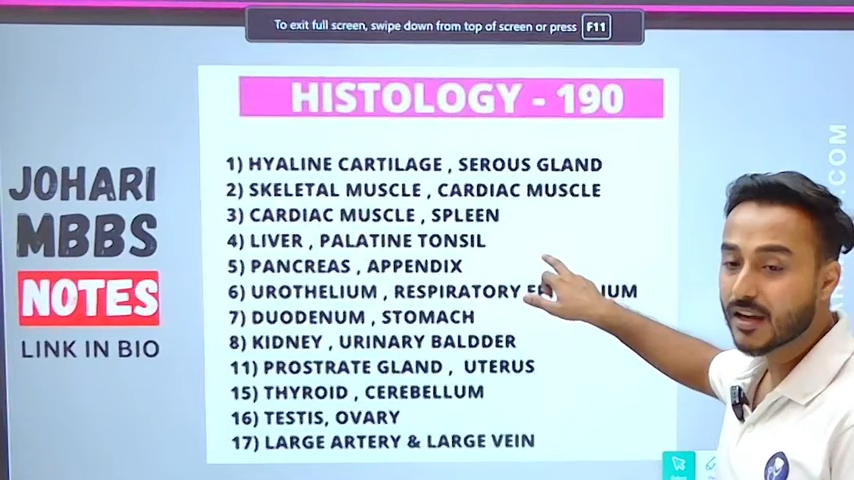 To exit full screen, swipe down from top of screen or press F11
HISTOLOGY - 190
JOHARI
MBBS
NOTES
LINK IN BIO
1) HYALINE CARTILAGE , SEROUS GLAND
2) SKELETAL MUSCLE , CARDIAC MUSCLE
3) CARDIAC MUSCLE , SPLEEN
4) LIVER , PALATINE TONSIL
5) PANCREAS , APPENDIX
6) UROTHELIUM , RESPIRATORY
7) DUODENUM , STOMACH
8) KIDNEY , URINARY BALDDER
11) PROSTRATE GLAND , UTERUS
15) THYROID , CEREBELLUM
16) TESTIS, OVARY
17) LARGE ARTERY & LARGE VEIN
.COM